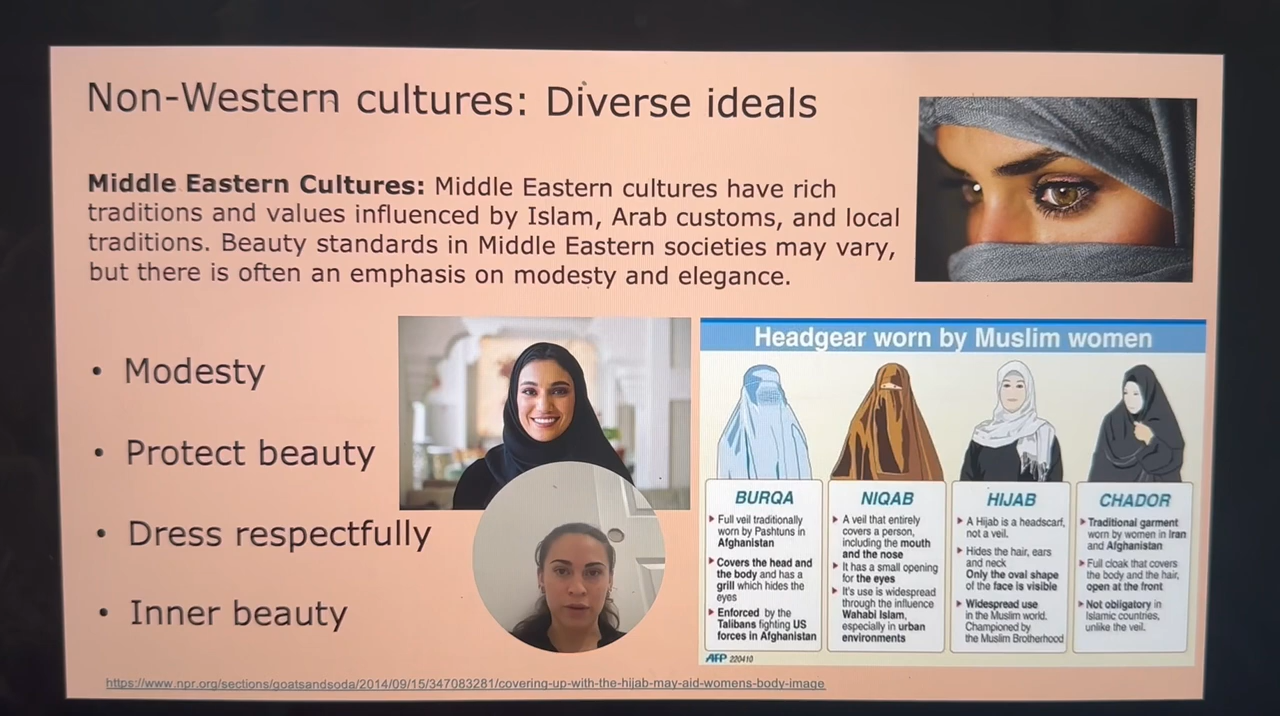 Non-Western cultures: Diverse ideals
Middle Eastern Cultures: Middle Eastern cultures have rich
traditions and values influenced by Islam, Arab customs, and local
traditions. Beauty standards in Middle Eastern societies may vary,
but there is often an emphasis on modesty and elegance.
• Modesty
• Protect beauty
• Dress respectfully
• Inner beauty
Headgear worn by Muslim women
BURQA
Full veil traditionally
worn by Pashtuns in
Afghanistan
Covers the head and
the body and has a
grill which hides the
eyes
Enforced by the
Talibans fighting US
forces in Afghanistan
NIQAB
A veil that entirely
covers a person,
including the mouth
and the nose
It has a small opening
for the eyes
It's use is widespread
through the influence
Wahabi Islam,
especially in urban
environments
HIJAB
A Hijab is a headscarf,
not a veil.
Hides the hair, ears
and neck
Only the oval shape
of the face is visible
Widespread use
in the Muslim world.
Championed by
the Muslim Brotherhood
CHADOR
Traditional garment
worn by women in Iran
and Afghanistan
Full cloak that covers
the body and the hair,
open at the front
Not obligatory in
Islamic countries,
unlike the veil.
AFP 220410
https://www.npr.org/sections/goatsandsoda/2014/09/15/347083281/covering-up-with-the-hijab-may-aid-womens-body-image